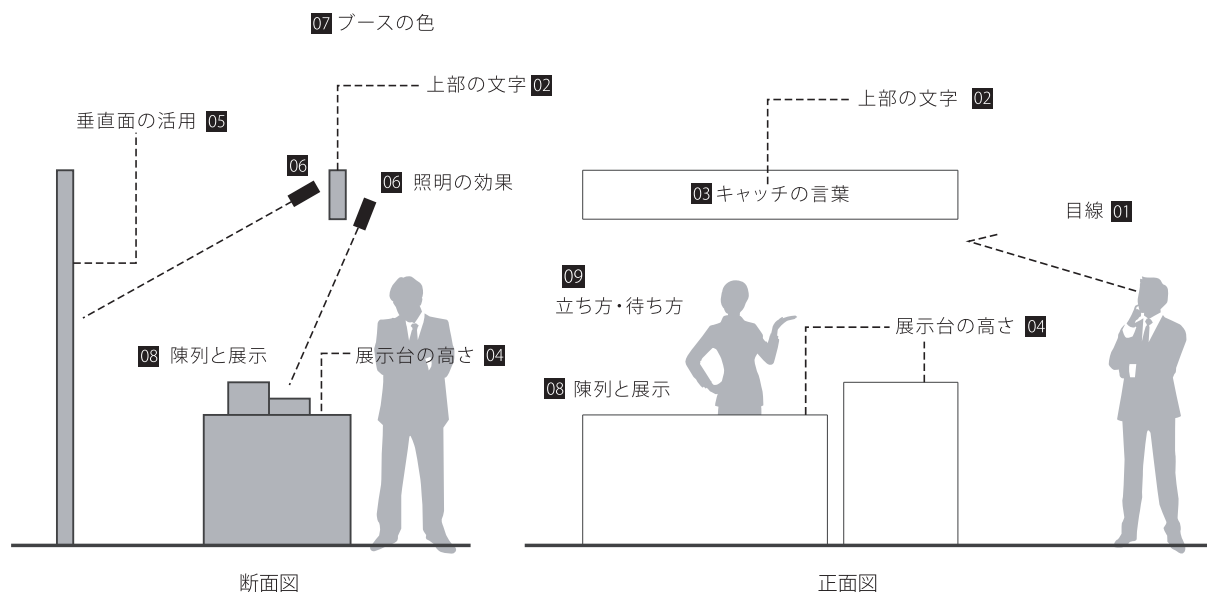 07 ブースの色
上部の文字 02
垂直面の活用 05
06
06 照明の効果
08 陳列と展示
展示台の高さ 04
断面図
上部の文字 02
03 キャッチの言葉
目線 01
09
立ち方・待ち方
展示台の高さ 04
08 陳列と展示
正面図